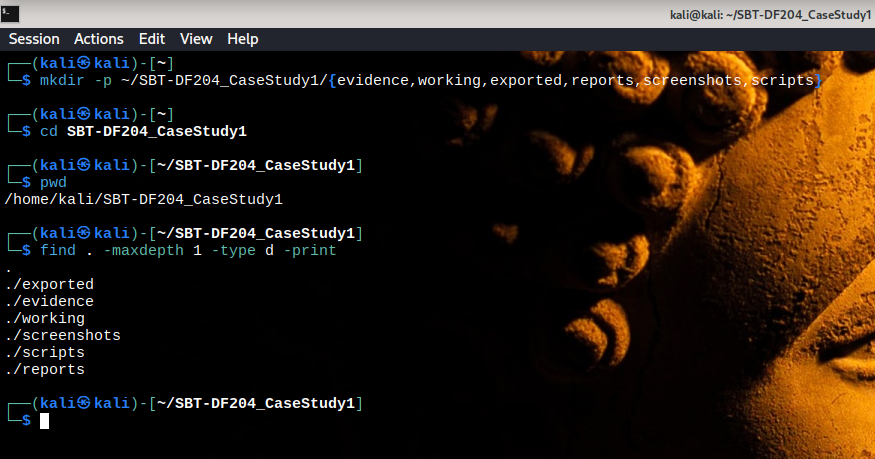 kali@kali: ~/SBT-DF204_CaseStudy1
Session Actions Edit View Help
┌──(kali㉿kali)-[~]
└─$ mkdir -p ~/SBT-DF204_CaseStudy1/{evidence,working,exported,reports,screenshots,scripts}
┌──(kali㉿kali)-[~]
└─$ cd SBT-DF204_CaseStudy1
┌──(kali㉿kali)-[~/SBT-DF204_CaseStudy1]
└─$ pwd
/home/kali/SBT-DF204_CaseStudy1
┌──(kali㉿kali)-[~/SBT-DF204_CaseStudy1]
└─$ find . -maxdepth 1 -type d -print
.
./exported
./evidence
./working
./screenshots
./scripts
./reports
┌──(kali㉿kali)-[~/SBT-DF204_CaseStudy1]
└─$